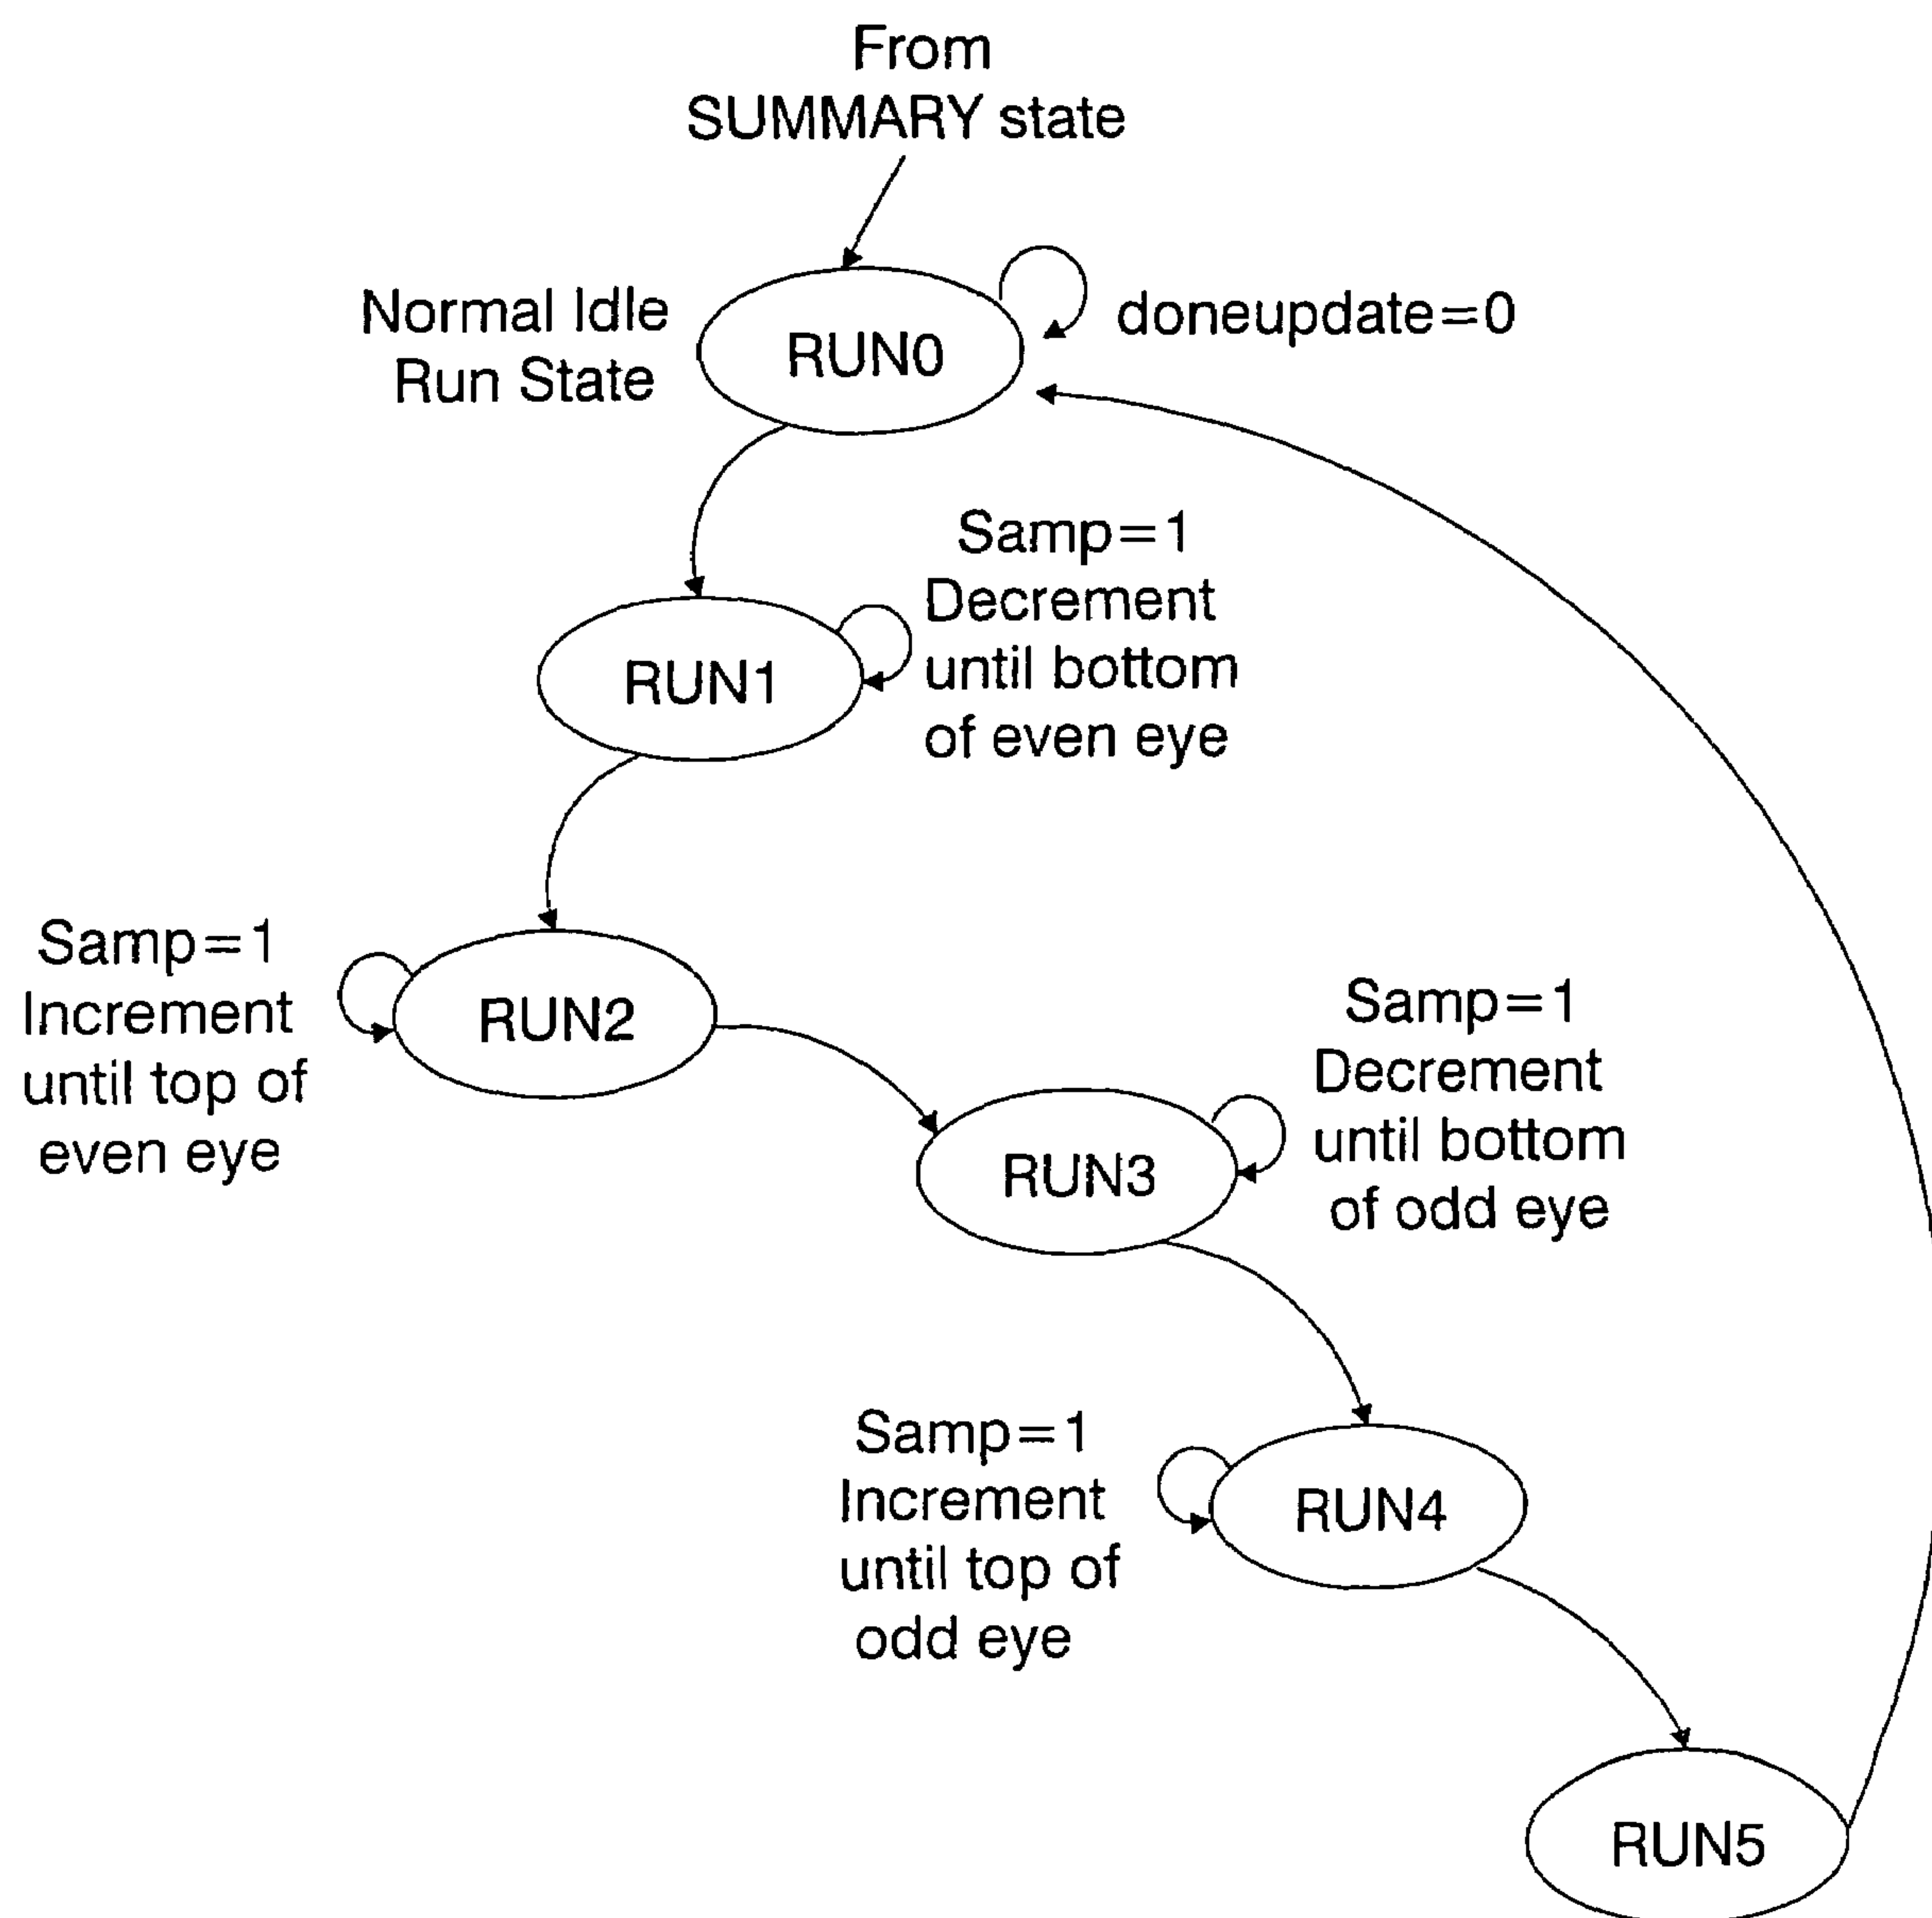 From
SUMMARY state
Normal Idle
Run State
RUN0
doneupdate=0
Samp=1
Decrement
until bottom
of even eye
RUN1
Samp=1
Increment
until top of
even eye
RUN2
Samp=1
Decrement
until bottom
of odd eye
RUN3
Samp=1
Increment
until top of
odd eye
RUN4
RUN5